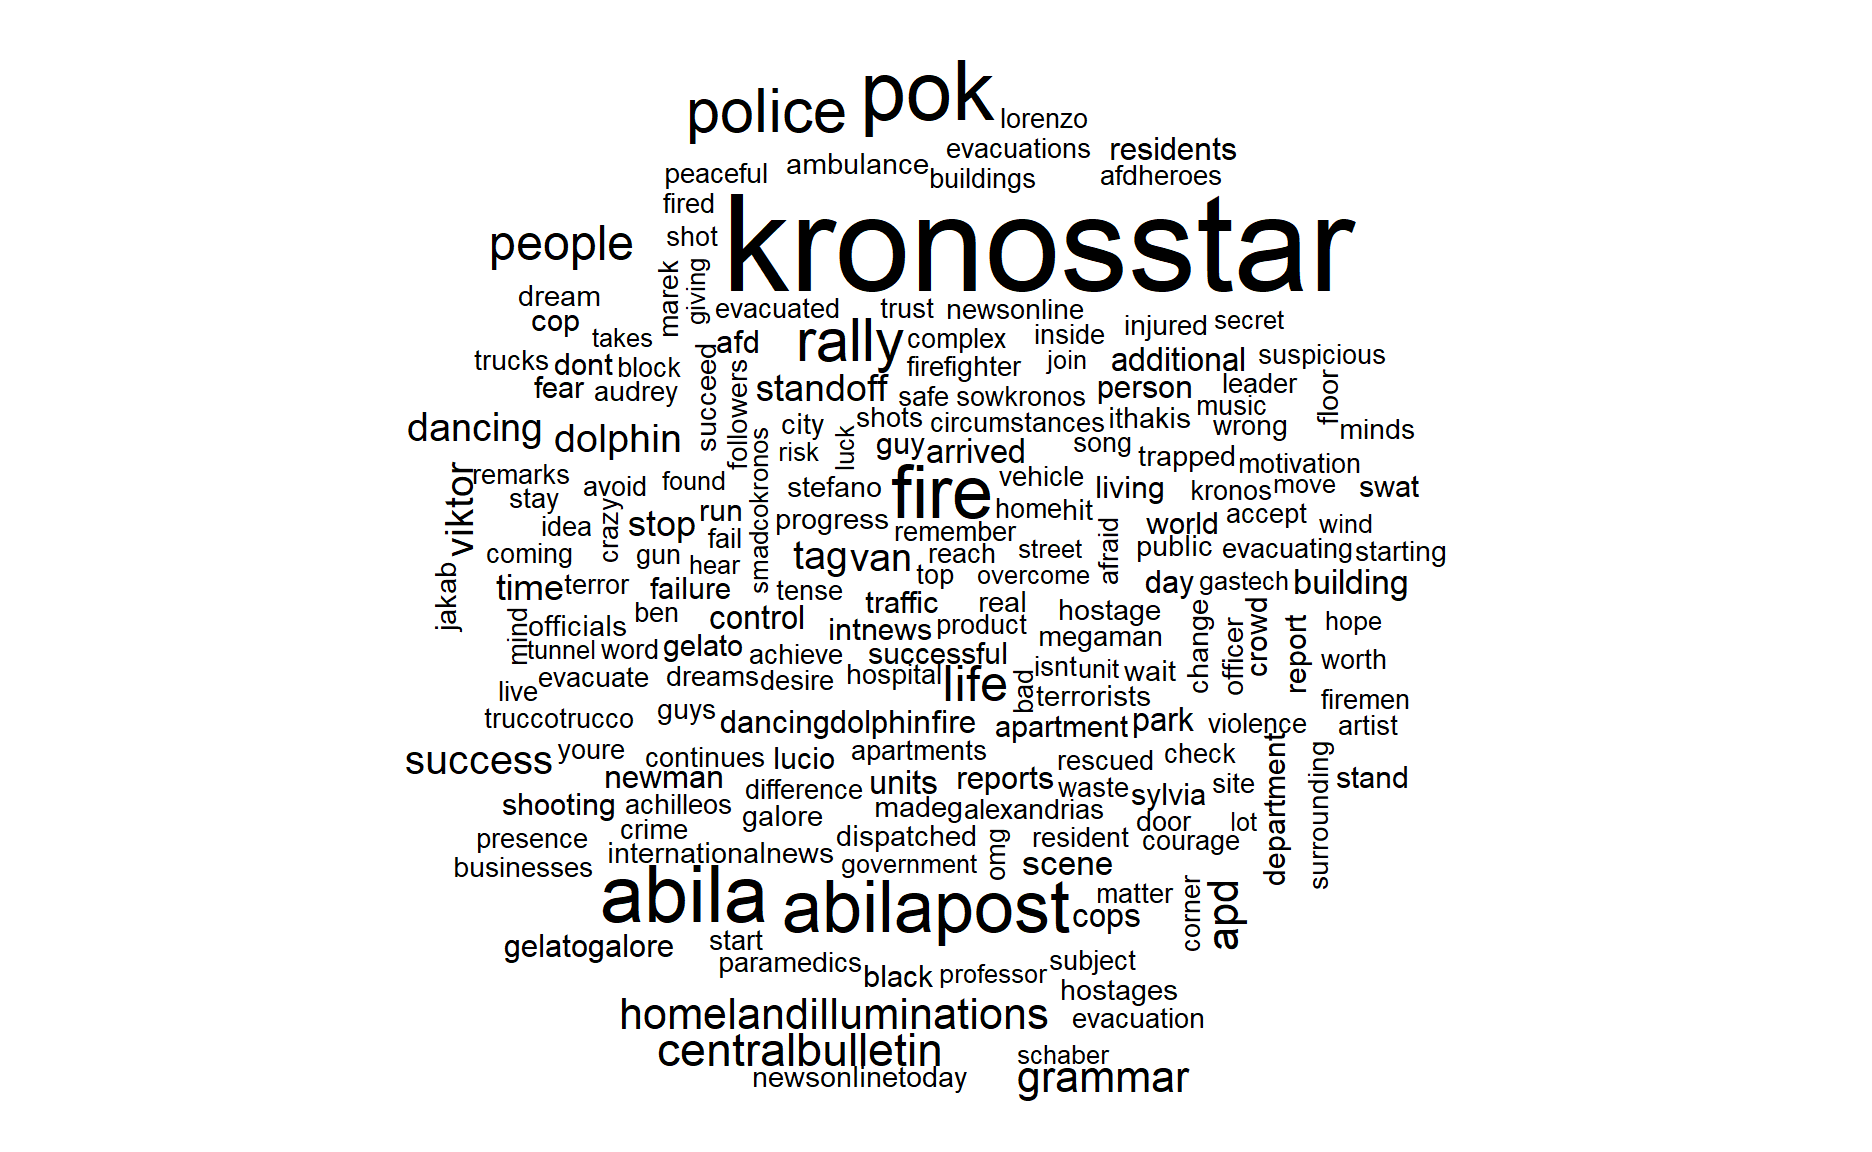 police pok lorenzo
evacuations residents
peaceful ambulance buildings afdheroes
fired
people shot kronosstar
marek giving
dream evacuated trust newsonline
cop takes afd rally complex inside injured secret
trucks dont block firefighter join additional suspicious
fear audrey succeed followers standoff safe sowkronos person leader floor
dancing dolphin city shots circumstances ithakis music wrong minds
risk luck guy arrived song trapped motivation
remarks viktor stay avoid found smadcokronos stefano fire vehicle living kronos move swat
idea crazy stop run progress home hit world accept wind
coming gun fail hear remember tag van reach street afraid public evacuating starting
jakab time terror failure tense top overcome day gastech building
mind officials ben control traffic real hostage change officer crowd report hope
tunnel word gelato achieve intnews product megaman
successful isnt unit wait worth
live evacuate dreams desire hospital life bad terrorists firemen
truccotrucco guys dancingdolphinfire apartment park violence artist
success youre continues lucio apartments rescued check department surrounding
newman difference units reports waste sylvia site stand
shooting achilleos galore madeg alexandrias door lot
presence crime dispatched omg resident courage
businesses internationalnews government scene
abila abilapost cops matter corner apd
gelatogalore start
paramedics black professor subject
hostages
homelandilluminations evacuation
centralbulletin schaber
newsonlinetoday grammar